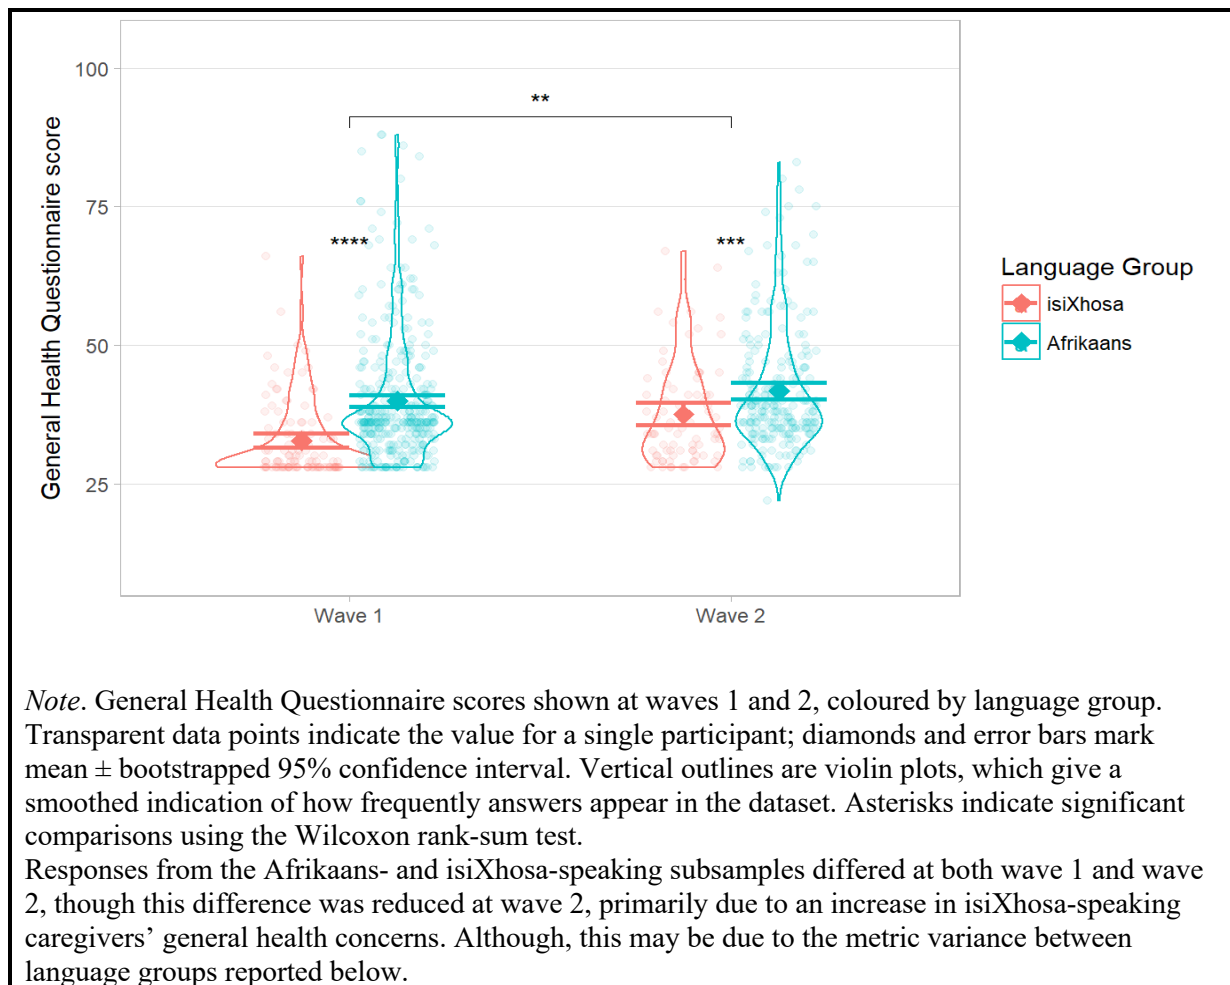 100
**
75
****
***
Language Group
isiXhosa
50
Afrikaans
25
General Health Questionnaire score
Wave 1
Wave 2
Note. General Health Questionnaire scores shown at waves 1 and 2, coloured by language group.
Transparent data points indicate the value for a single participant; diamonds and error bars mark
mean ± bootstrapped 95% confidence interval. Vertical outlines are violin plots, which give a
smoothed indication of how frequently answers appear in the dataset. Asterisks indicate significant
comparisons using the Wilcoxon rank-sum test.
Responses from the Afrikaans- and isiXhosa-speaking subsamples differed at both wave 1 and wave
2, though this difference was reduced at wave 2, primarily due to an increase in isiXhosa-speaking
caregivers’ general health concerns. Although, this may be due to the metric variance between
language groups reported below.